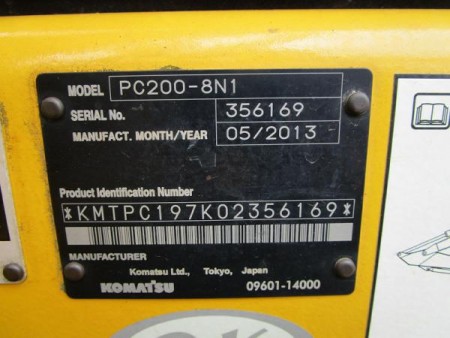 MODEL PC200-8N1
SERIAL No. 356169
MANUFACT. MONTH/YEAR 05/2013
Product Identification Number
*KMTPC197K02356169*
MANUFACTURER
Komatsu Ltd., Tokyo, Japan
KOMATSU 09601-14000